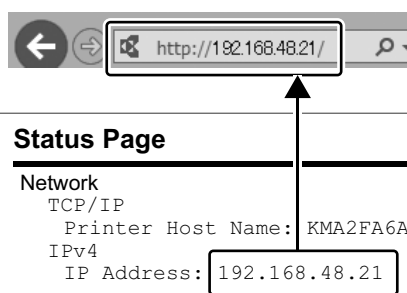 http://192.168.48.21/
Status Page
Network
TCP/IP
Printer Host Name: KMA2FA6A
IPv4
IP Address: 192.168.48.21